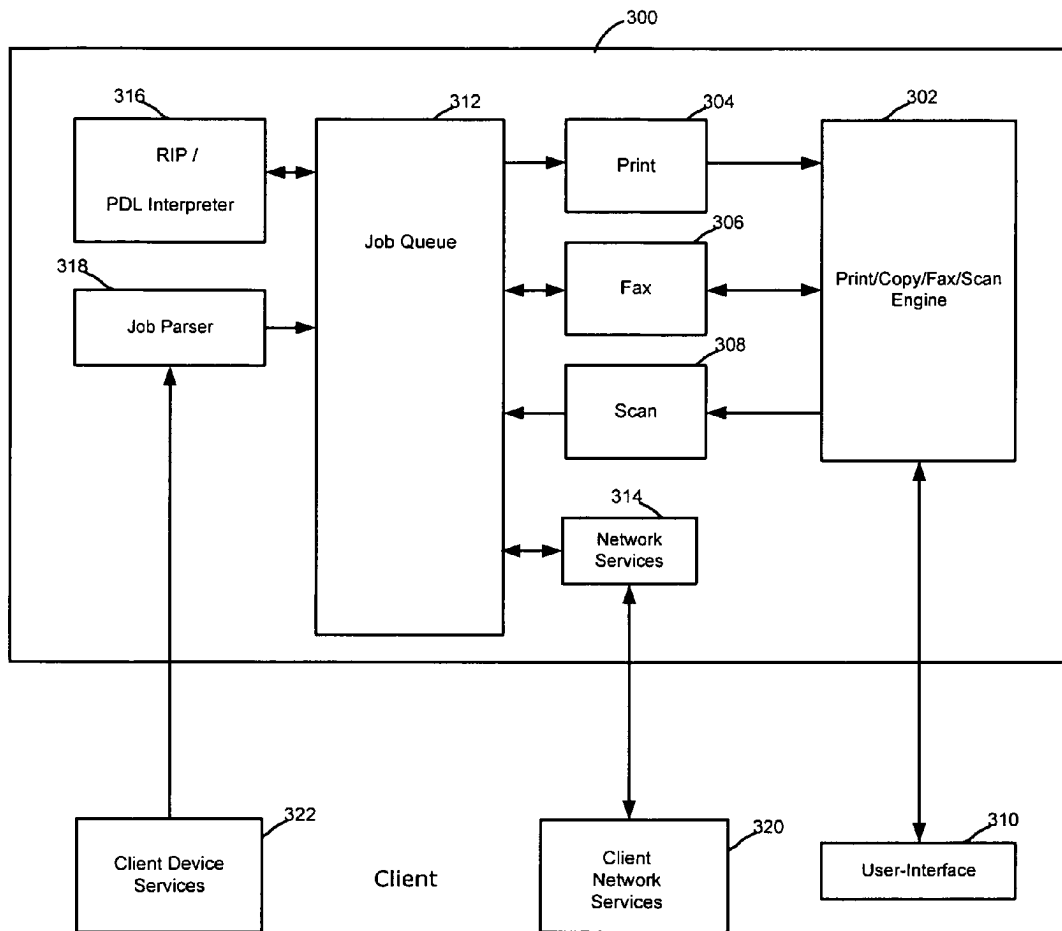 300
316
312
304
302
RIP /
PDL Interpreter
Print
Job Queue
306
318
Fax
Print/Copy/Fax/Scan
Engine
Job Parser
308
Scan
314
Network
Services
322
320
310
Client Device
Services
Client
Client
Network
Services
User-Interface